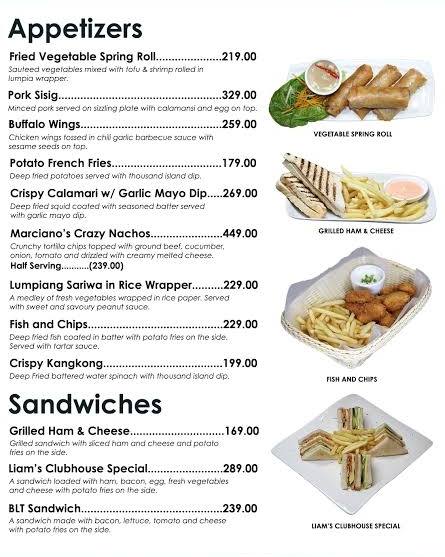 Appetizers
Fried Vegetable Spring Roll......................219.00
Sauteed vegetables mixed with tofu & shrimp rolled in
lumpia wrapper.
Pork Sisig...............................................329.00
Minced pork served on sizzling plate with calamansi and egg on top.
Buffalo Wings.........................................259.00
Chicken wings tossed in chili garlic barbecue sauce with
sesame seeds on top.
Potato French Fries................................179.00
Deep fried potatoes served with thousand island dip.
Crispy Calamari w/ Garlic Mayo Dip.....269.00
Deep fried squid coated with seasoned batter served
with garlic mayo dip.
Marciano's Crazy Nachos....................449.00
Crunchy tortilla chips topped with ground beef, cucumber,
onion, tomato and drizzled with creamy melted cheese.
Half Serving..........(239.00)
Lumpiang Sariwa in Rice Wrapper.........229.00
A medley of fresh vegetables wrapped in rice paper. Served
with sweet and savoury peanut sauce.
Fish and Chips.......................................229.00
Deep fried fish coated in batter with potato fries on the side.
Served with tartar sauce.
Crispy Kangkong...................................199.00
Deep Fried battered water spinach with thousand island dip.
Sandwiches
Grilled Ham & Cheese..........................169.00
Grilled sandwich with sliced ham and cheese and potato
fries on the side.
Liam's Clubhouse Special.....................289.00
A sandwich loaded with ham, bacon, egg, fresh vegetables
and cheese with potato fries on the side.
BLT Sandwich.........................................239.00
A sandwich made with bacon, lettuce, tomato and cheese
with potato fries on the side.
VEGETABLE SPRING ROLL
GRILLED HAM & CHEESE
FISH AND CHIPS
LIAM'S CLUBHOUSE SPECIAL